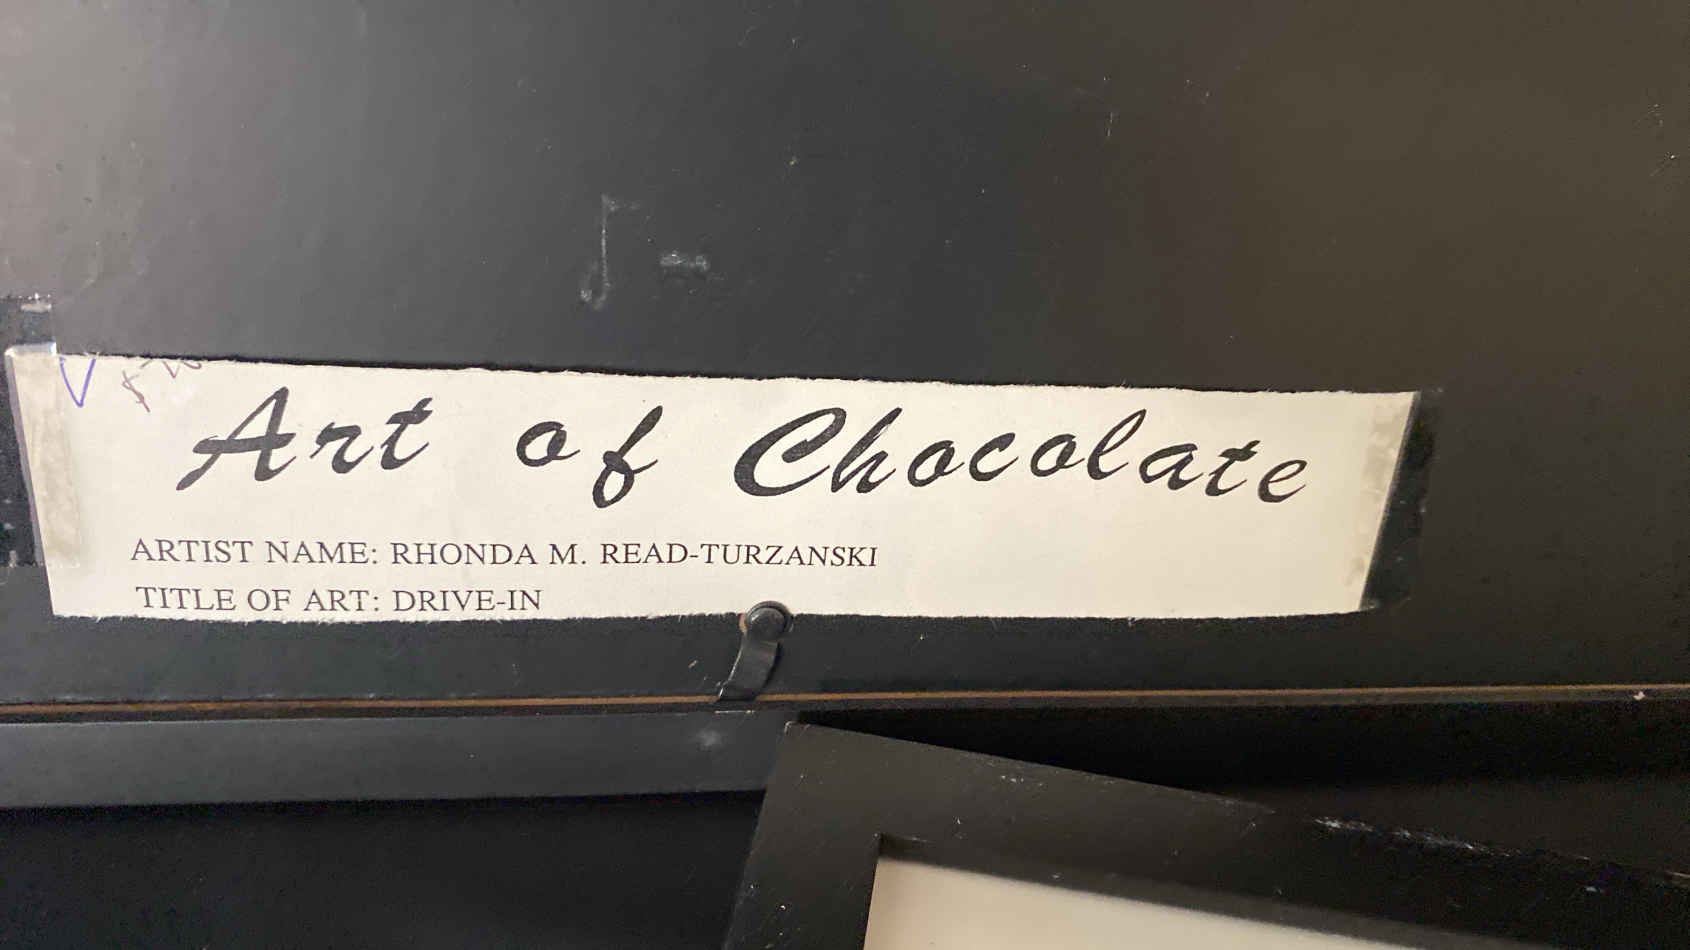 Art of Chocolate
ARTIST NAME: RHONDA M. READ-TURZANSKI
TITLE OF ART: DRIVE-IN